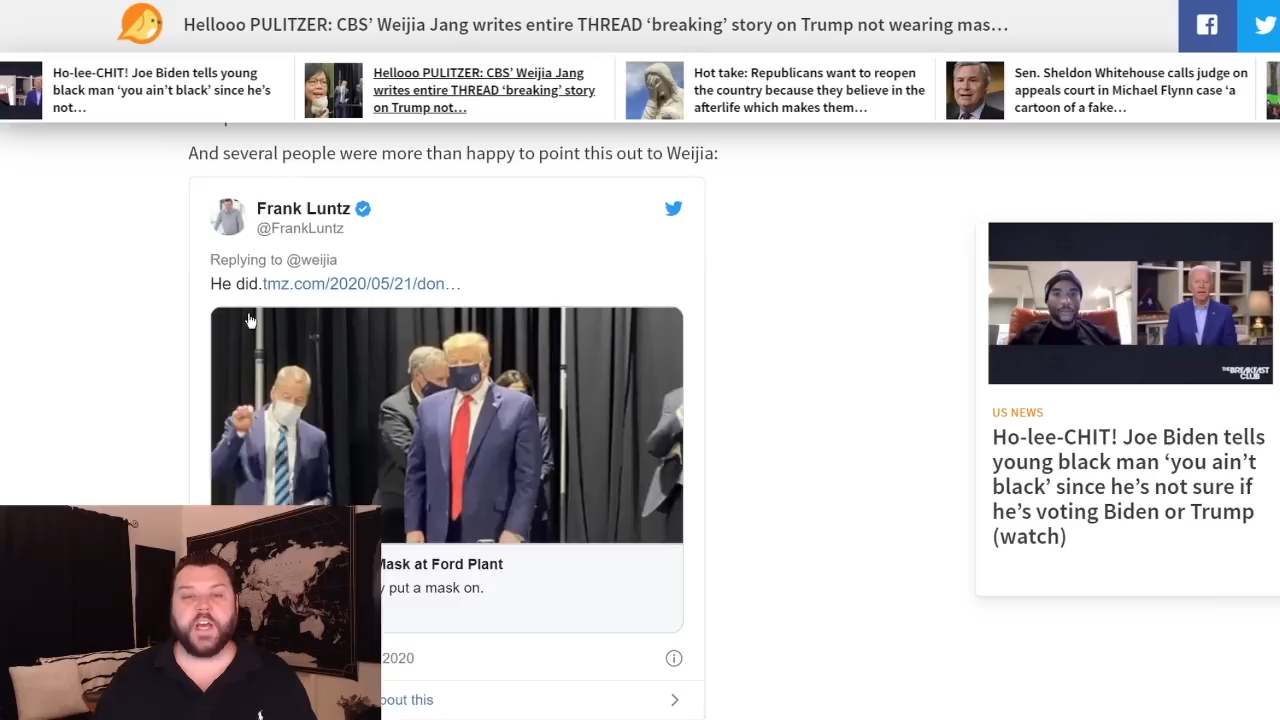 Hellooo PULITZER: CBS’ Weijia Jang writes entire THREAD ‘breaking’ story on Trump not wearing mas…
Ho-lee-CHIT! Joe Biden tells young
black man ‘you ain’t black’ since he’s
not…
Hellooo PULITZER: CBS’ Weijia Jang
writes entire THREAD ‘breaking’ story
on Trump not…
Hot take: Republicans want to reopen
the country because they believe in the
afterlife which makes them…
Sen. Sheldon Whitehouse calls judge on
appeals court in Michael Flynn case ‘a
cartoon of a fake…
And several people were more than happy to point this out to Weijia:
Frank Luntz
@FrankLuntz
Replying to @weijia
He did.tmz.com/2020/05/21/don…
Mask at Ford Plant
y put a mask on.
2020
bout this
THE BREAKFAST
CLUB
US NEWS
Ho-lee-CHIT! Joe Biden tells
young black man ‘you ain’t
black’ since he’s not sure if
he’s voting Biden or Trump
(watch)